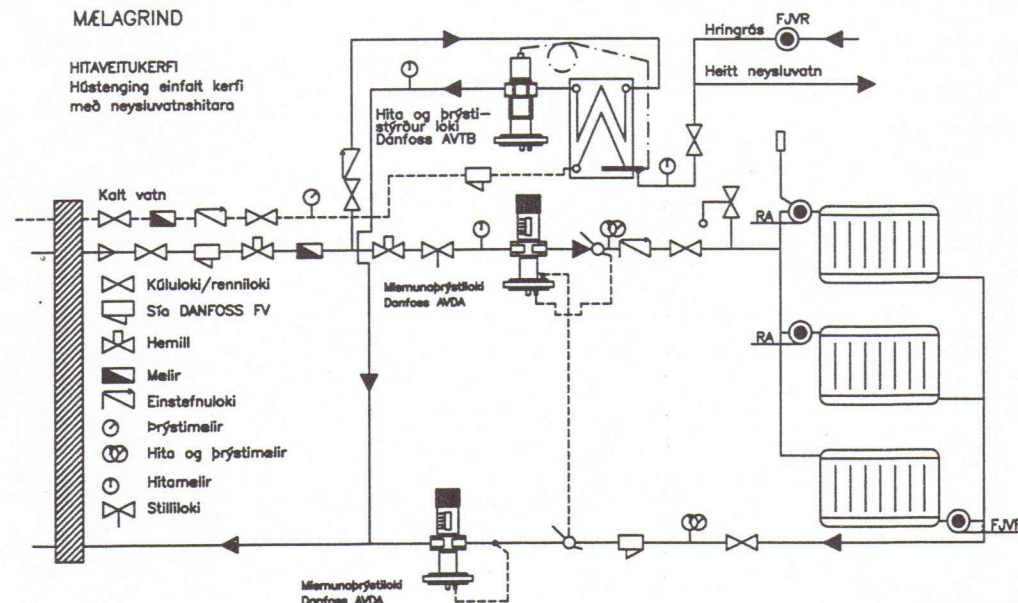 MÆLAGRIND
HITAVEITUKERFI
Hústenging einfalt kerfi
með neysluvatnshitara
FJVR
Hringrás
Heitt neysluvatn
Hita og þrýsti-
stýrður loki
Danfoss AVTB
Kalt vatn
RA
Kúluloki/renniloki
Sía DANFOSS FV
Hemill
Mælir
Einstefnuloki
Þrýstimælir
Hita og þrýstimælir
Hitamælir
Stilliloki
Mismunaþrýstiloki
Danfoss AVDA
RA
FJVR
Mismunaþrýstiloki
Danfoss AVDA